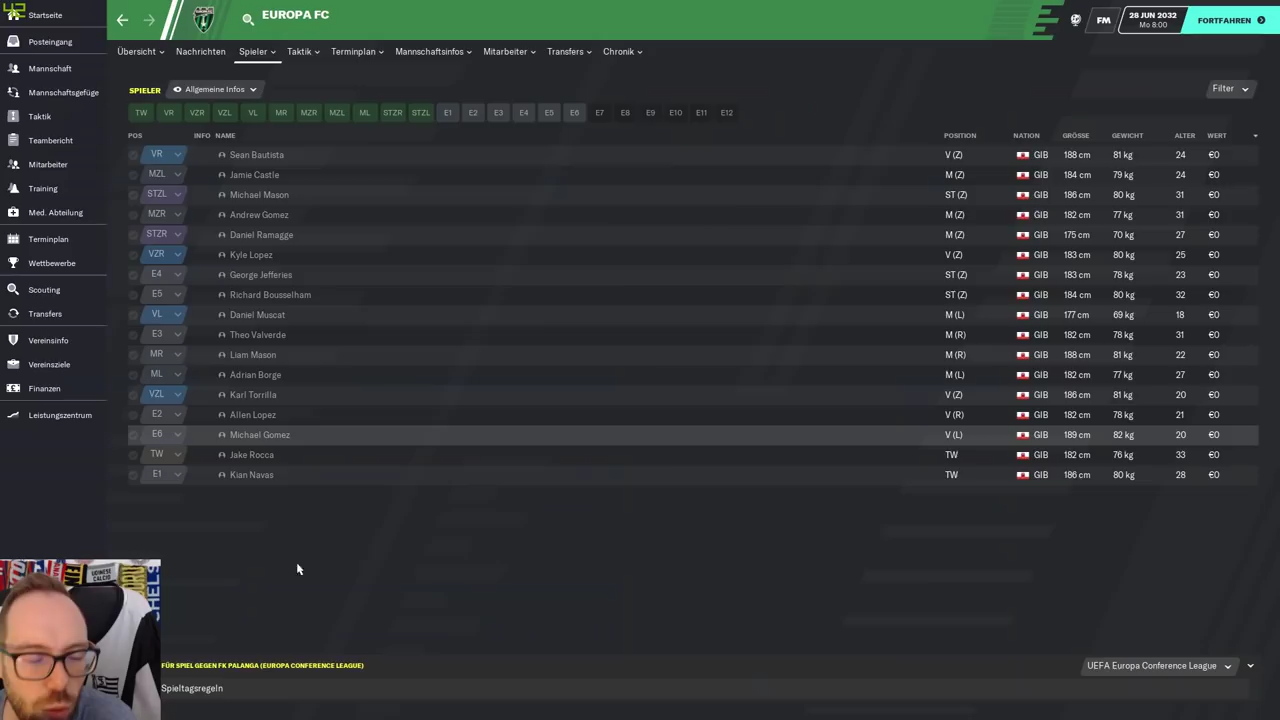 Startseite
EUROPA FC
28 JUN 2032
Mo 8:00
FM
FORTFAHREN
Posteingang
Übersicht Nachrichten Spieler Taktik Terminplan Mannschaftsinfos Mitarbeiter Transfers Chronik
Mannschaft
Mannschaftsgefüge
Taktik
Teambericht
Mitarbeiter
Training
Med. Abteilung
Terminplan
Wettbewerbe
Scouting
Transfers
Vereinsinfo
Vereinsziele
Finanzen
Leistungszentrum
SPIELER Allgemeine Infos Filter
TW VR VZR VZL VL MR MZR MZL ML STZR STZL E1 E2 E3 E4 E5 E6 E7 E8 E9 E10 E11 E12
POS INFO NAME POSITION NATION GRÖSSE GEWICHT ALTER WERT
VR Sean Bautista V (Z) GIB 188 cm 81 kg 24 €0
MZL Jamie Castle M (Z) GIB 184 cm 79 kg 24 €0
STZL Michael Mason ST (Z) GIB 186 cm 80 kg 31 €0
MZR Andrew Gomez M (Z) GIB 182 cm 77 kg 31 €0
STZR Daniel Ramagge M (Z) GIB 175 cm 70 kg 27 €0
VZR Kyle Lopez V (Z) GIB 183 cm 80 kg 25 €0
E4 George Jefferies ST (Z) GIB 183 cm 78 kg 23 €0
E5 Richard Bousselham ST (Z) GIB 184 cm 80 kg 32 €0
VL Daniel Muscat M (L) GIB 177 cm 69 kg 18 €0
E3 Theo Valverde M (R) GIB 182 cm 78 kg 31 €0
MR Liam Mason M (R) GIB 188 cm 81 kg 22 €0
ML Adrian Borge M (L) GIB 182 cm 77 kg 27 €0
VZL Karl Torrilla V (Z) GIB 186 cm 81 kg 20 €0
E2 Allen Lopez V (R) GIB 182 cm 78 kg 21 €0
E6 Michael Gomez V (L) GIB 189 cm 82 kg 20 €0
TW Jake Rocca TW GIB 182 cm 76 kg 33 €0
E1 Kian Navas TW GIB 186 cm 80 kg 28 €0
UDINESE
CALCIO
FÜR SPIEL GEGEN FK PALANGA (EUROPA CONFERENCE LEAGUE)
UEFA Europa Conference League
Spieltagsregeln